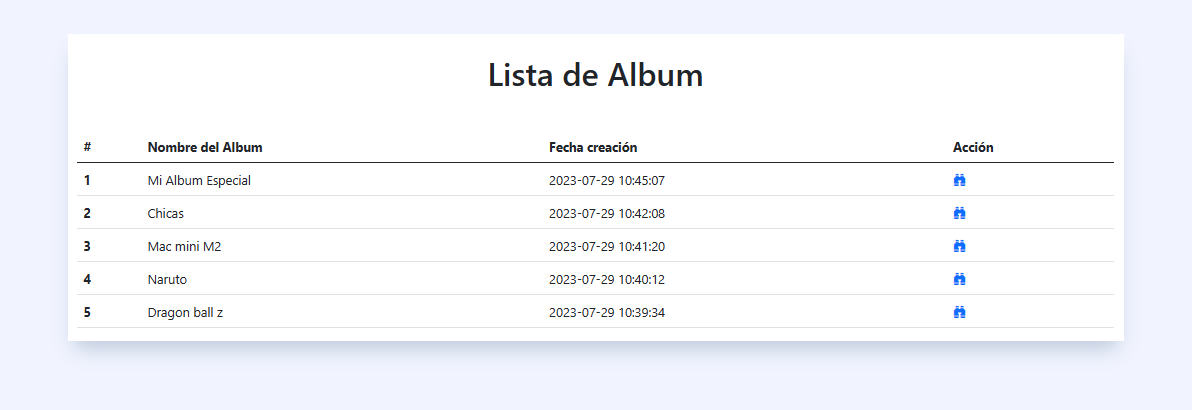 Lista de Album
# Nombre del Album Fecha creación Acción
1 Mi Album Especial 2023-07-29 10:45:07
2 Chicas 2023-07-29 10:42:08
3 Mac mini M2 2023-07-29 10:41:20
4 Naruto 2023-07-29 10:40:12
5 Dragon ball z 2023-07-29 10:39:34